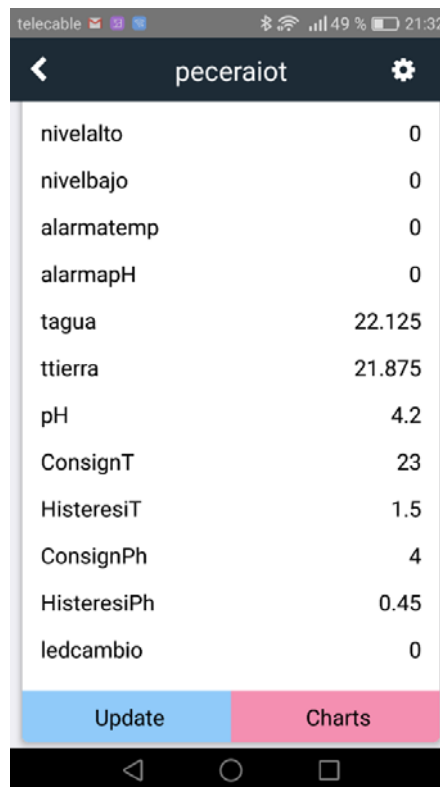 telecable 49 % 21:32
peceraiot
nivelalto 0
nivelbajo 0
alarmatemp 0
alarmapH 0
tagua 22.125
ttierra 21.875
pH 4.2
ConsignT 23
HisteresiT 1.5
ConsignPh 4
HisteresiPh 0.45
ledcambio 0
Update Charts